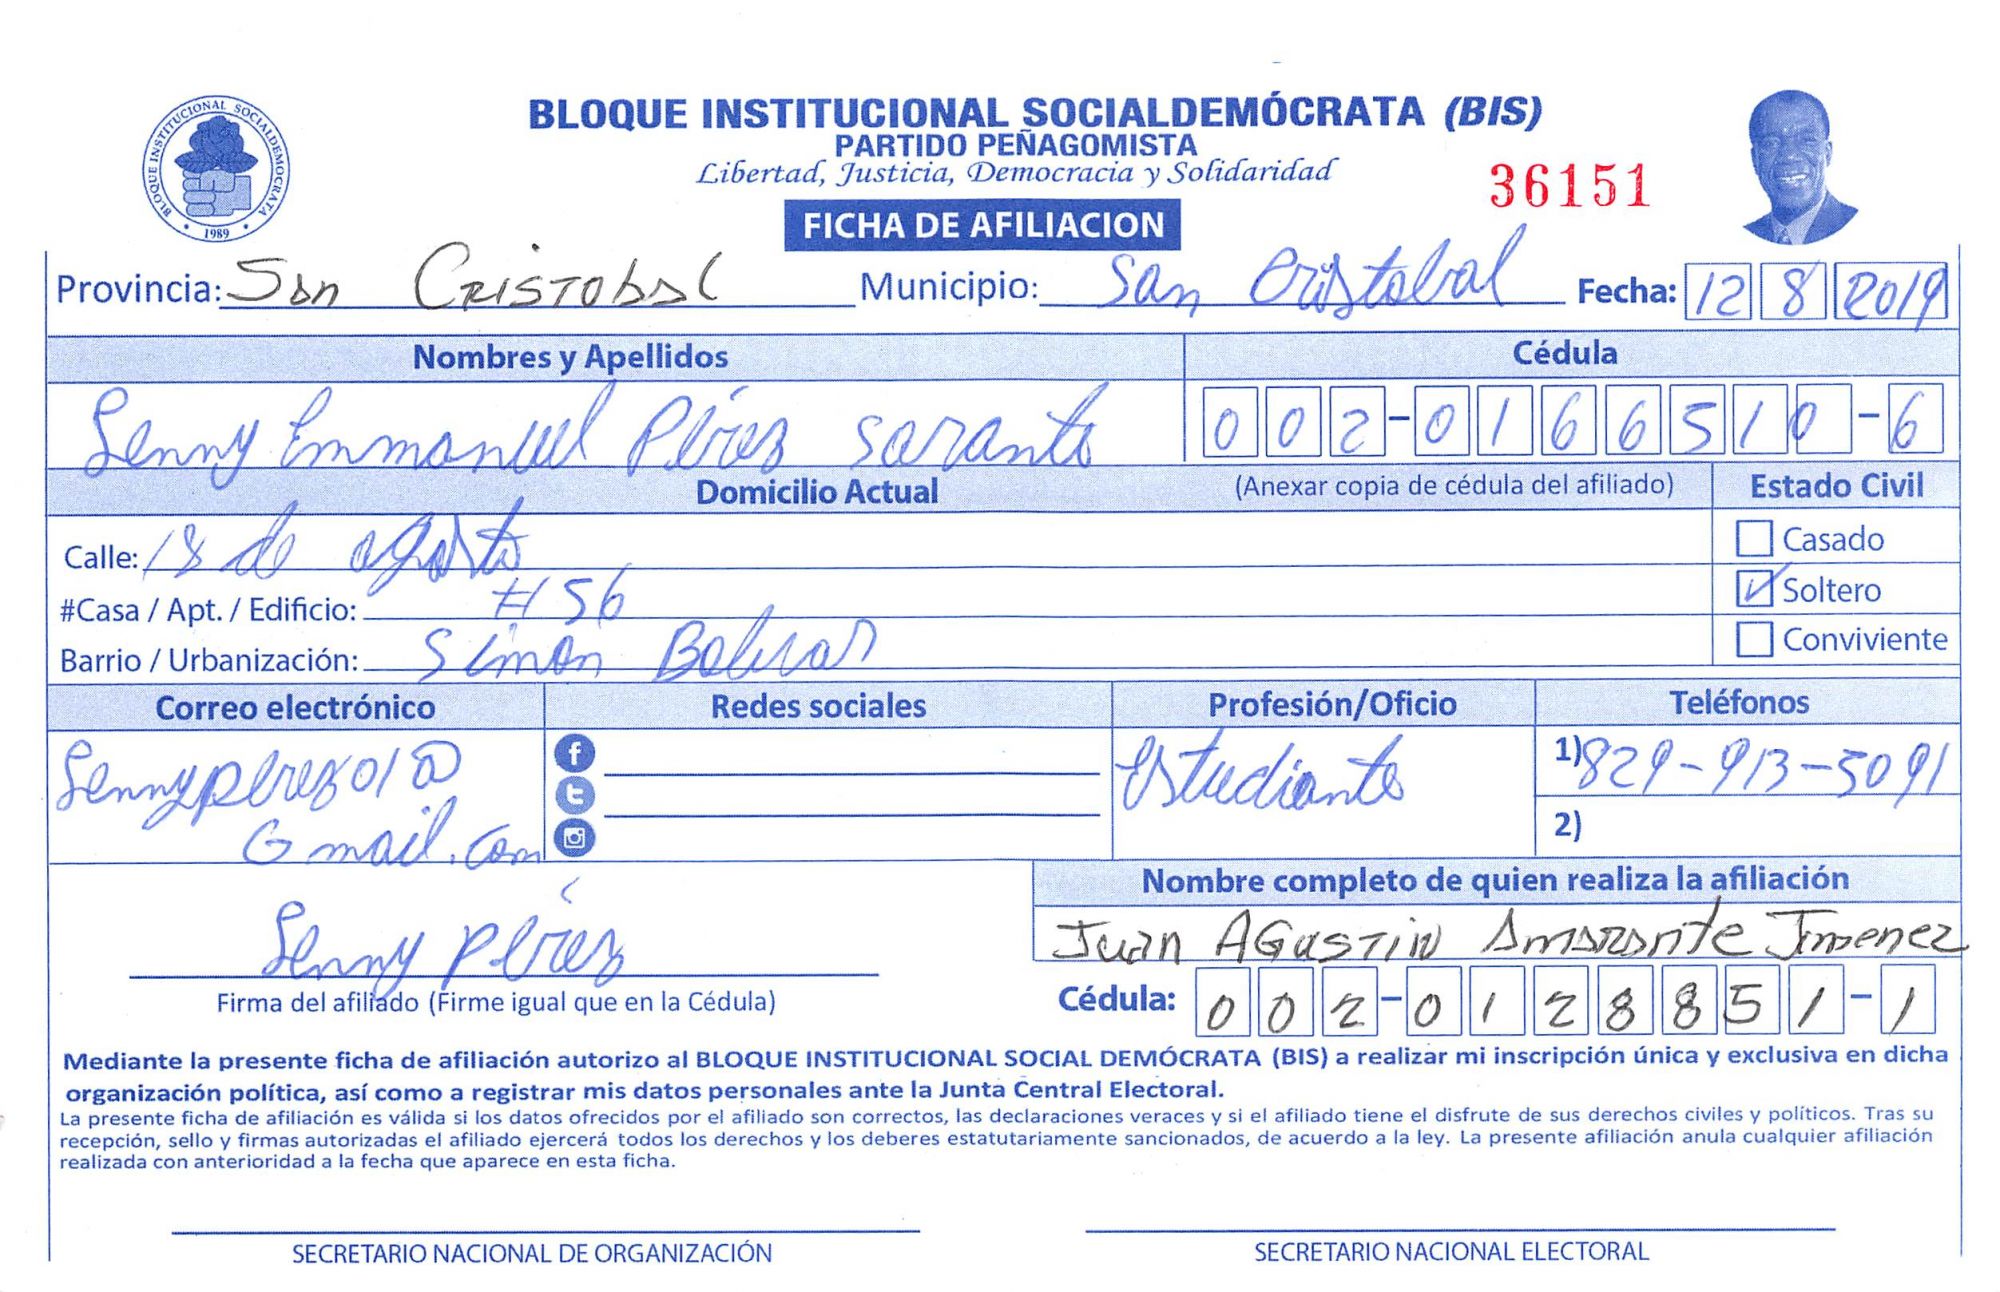 BLOQUE INSTITUCIONAL SOCIALDEMOCRATA
1989
BLOQUE INSTITUCIONAL SOCIALDEMÓCRATA (BIS)
PARTIDO PEÑAGOMISTA
Libertad, Justicia, Democracia y Solidaridad
36151
FICHA DE AFILIACION
Provincia: San Cristobal Municipio: San Cristobal Fecha: 12 8 2019
Nombres y Apellidos Cédula
Lenny Emmanuel Pérez Sarante 002-0166510-6
Domicilio Actual (Anexar copia de cédula del afiliado) Estado Civil
Calle: 18 de agosto Casado
#Casa / Apt. / Edificio: #56 Soltero
Barrio / Urbanización: Simón Bolivar Conviviente
Correo electrónico Redes sociales Profesión/Oficio Teléfonos
Lennyperez01@ Estudiante 1) 829-913-5091
Gmail.com 2)
Nombre completo de quien realiza la afiliación
Lenny Pérez Juan Agustin Amarante Jimenez
Firma del afiliado (Firme igual que en la Cédula) Cédula: 002-0128851-1
Mediante la presente ficha de afiliación autorizo al BLOQUE INSTITUCIONAL SOCIAL DEMÓCRATA (BIS) a realizar mi inscripción única y exclusiva en dicha
organización política, así como a registrar mis datos personales ante la Junta Central Electoral.
La presente ficha de afiliación es válida si los datos ofrecidos por el afiliado son correctos, las declaraciones veraces y si el afiliado tiene el disfrute de sus derechos civiles y políticos. Tras su
recepción, sello y firmas autorizadas el afiliado ejercerá todos los derechos y los deberes estatutariamente sancionados, de acuerdo a la ley. La presente afiliación anula cualquier afiliación
realizada con anterioridad a la fecha que aparece en esta ficha.
SECRETARIO NACIONAL DE ORGANIZACIÓN SECRETARIO NACIONAL ELECTORAL